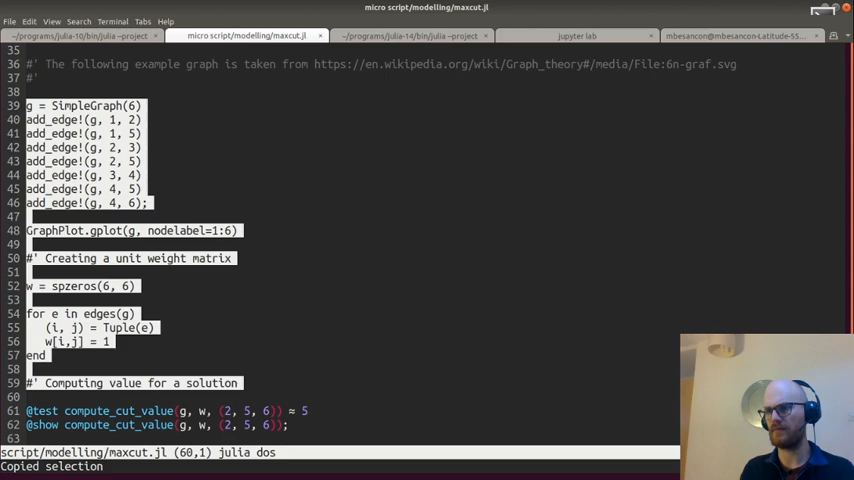 micro script/modelling/maxcut.jl
File Edit View Search Terminal Tabs Help
~/programs/julia-10/bin/julia --project × micro script/modelling/maxcut.jl × ~/programs/julia-14/bin/julia --project × jupyter lab × mbesancon@mbesancon-Latitude-55... ×
35
36 #' The following example graph is taken from https://en.wikipedia.org/wiki/Graph_theory#/media/File:6n-graf.svg
37 #'
38
39 g = SimpleGraph(6)
40 add_edge!(g, 1, 2)
41 add_edge!(g, 1, 5)
42 add_edge!(g, 2, 3)
43 add_edge!(g, 2, 5)
44 add_edge!(g, 3, 4)
45 add_edge!(g, 4, 5)
46 add_edge!(g, 4, 6);
47
48 GraphPlot.gplot(g, nodelabel=1:6)
49
50 #' Creating a unit weight matrix
51
52 w = spzeros(6, 6)
53
54 for e in edges(g)
55 (i, j) = Tuple(e)
56 w[i,j] = 1
57 end
58
59 #' Computing value for a solution
60
61 @test compute_cut_value(g, w, (2, 5, 6)) ≈ 5
62 @show compute_cut_value(g, w, (2, 5, 6));
63
script/modelling/maxcut.jl (60,1) julia dos
Copied selection